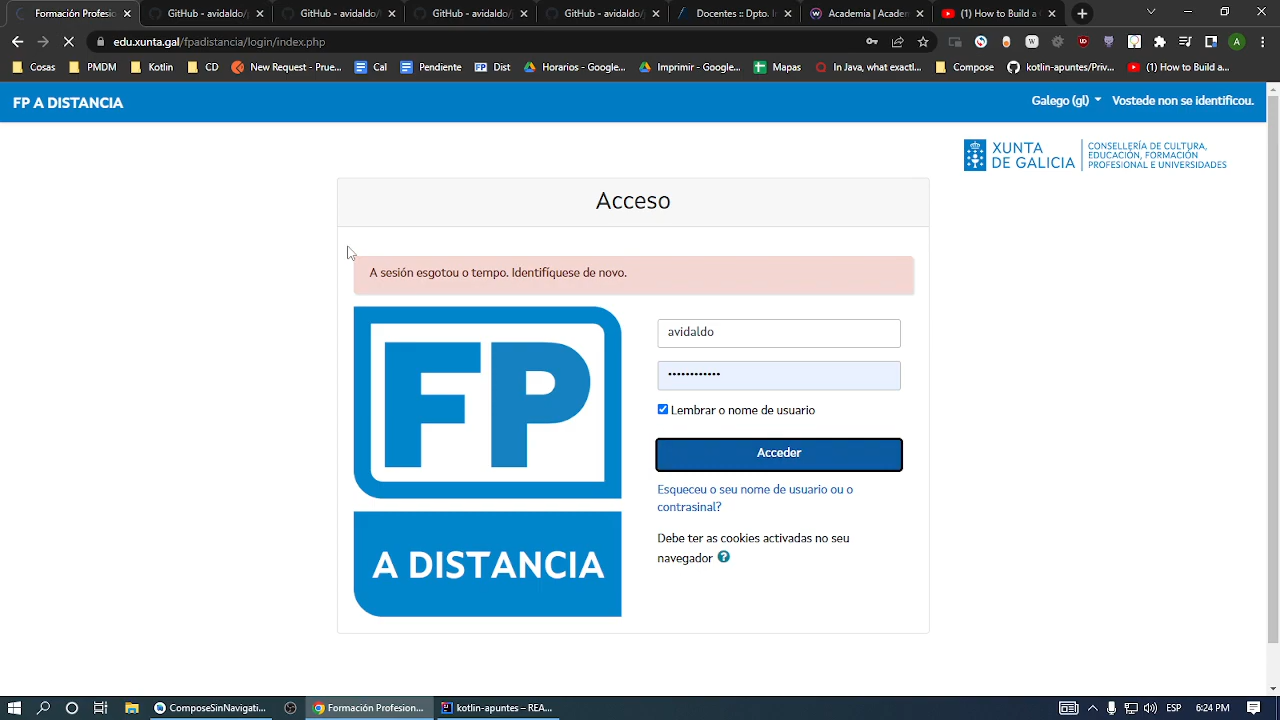 Formación Profesic
GitHub - avidaldo/
GitHub - avidaldo/
GitHub - avidaldo/
GitHub - avidaldo/
Docentes :: Dpto. I
Academia | Acader
(1) How to Build a
edu.xunta.gal/fpadistancia/login/index.php
Cosas
PMDM
Kotlin
CD
New Request - Prue...
Cal
Pendiente
FP Dist
Horarios - Google...
Imprimir - Google...
Mapas
In Java, what exactl...
Compose
kotlin-apuntes/Priv...
(1) How to Build a...
FP A DISTANCIA
Galego (gl)
Vostede non se identificou.
XUNTA
DE GALICIA
CONSELLERÍA DE CULTURA,
EDUCACIÓN, FORMACIÓN
PROFESIONAL E UNIVERSIDADES
Acceso
A sesión esgotou o tempo. Identifíquese de novo.
FP
A DISTANCIA
avidaldo
••••••••••••
Lembrar o nome de usuario
Acceder
Esqueceu o seu nome de usuario ou o
contrasinal?
Debe ter as cookies activadas no seu
navegador
ComposeSinNavigati...
Formación Profesion...
kotlin-apuntes – REA...
ESP
6:24 PM